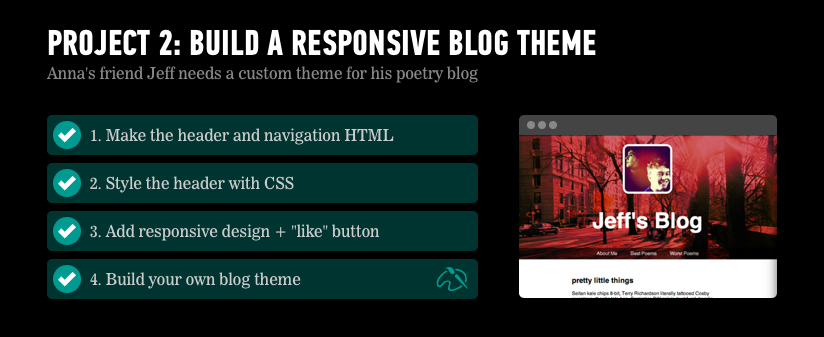 PROJECT 2: BUILD A RESPONSIVE BLOG THEME
Anna's friend Jeff needs a custom theme for his poetry blog
1. Make the header and navigation HTML
2. Style the header with CSS
3. Add responsive design + "like" button
4. Build your own blog theme
Jeff's Blog
About Me Best Poems Worst Poems
pretty little things
Seitan kale chips 8-bit, Terry Richardson literally tattooed Cosby